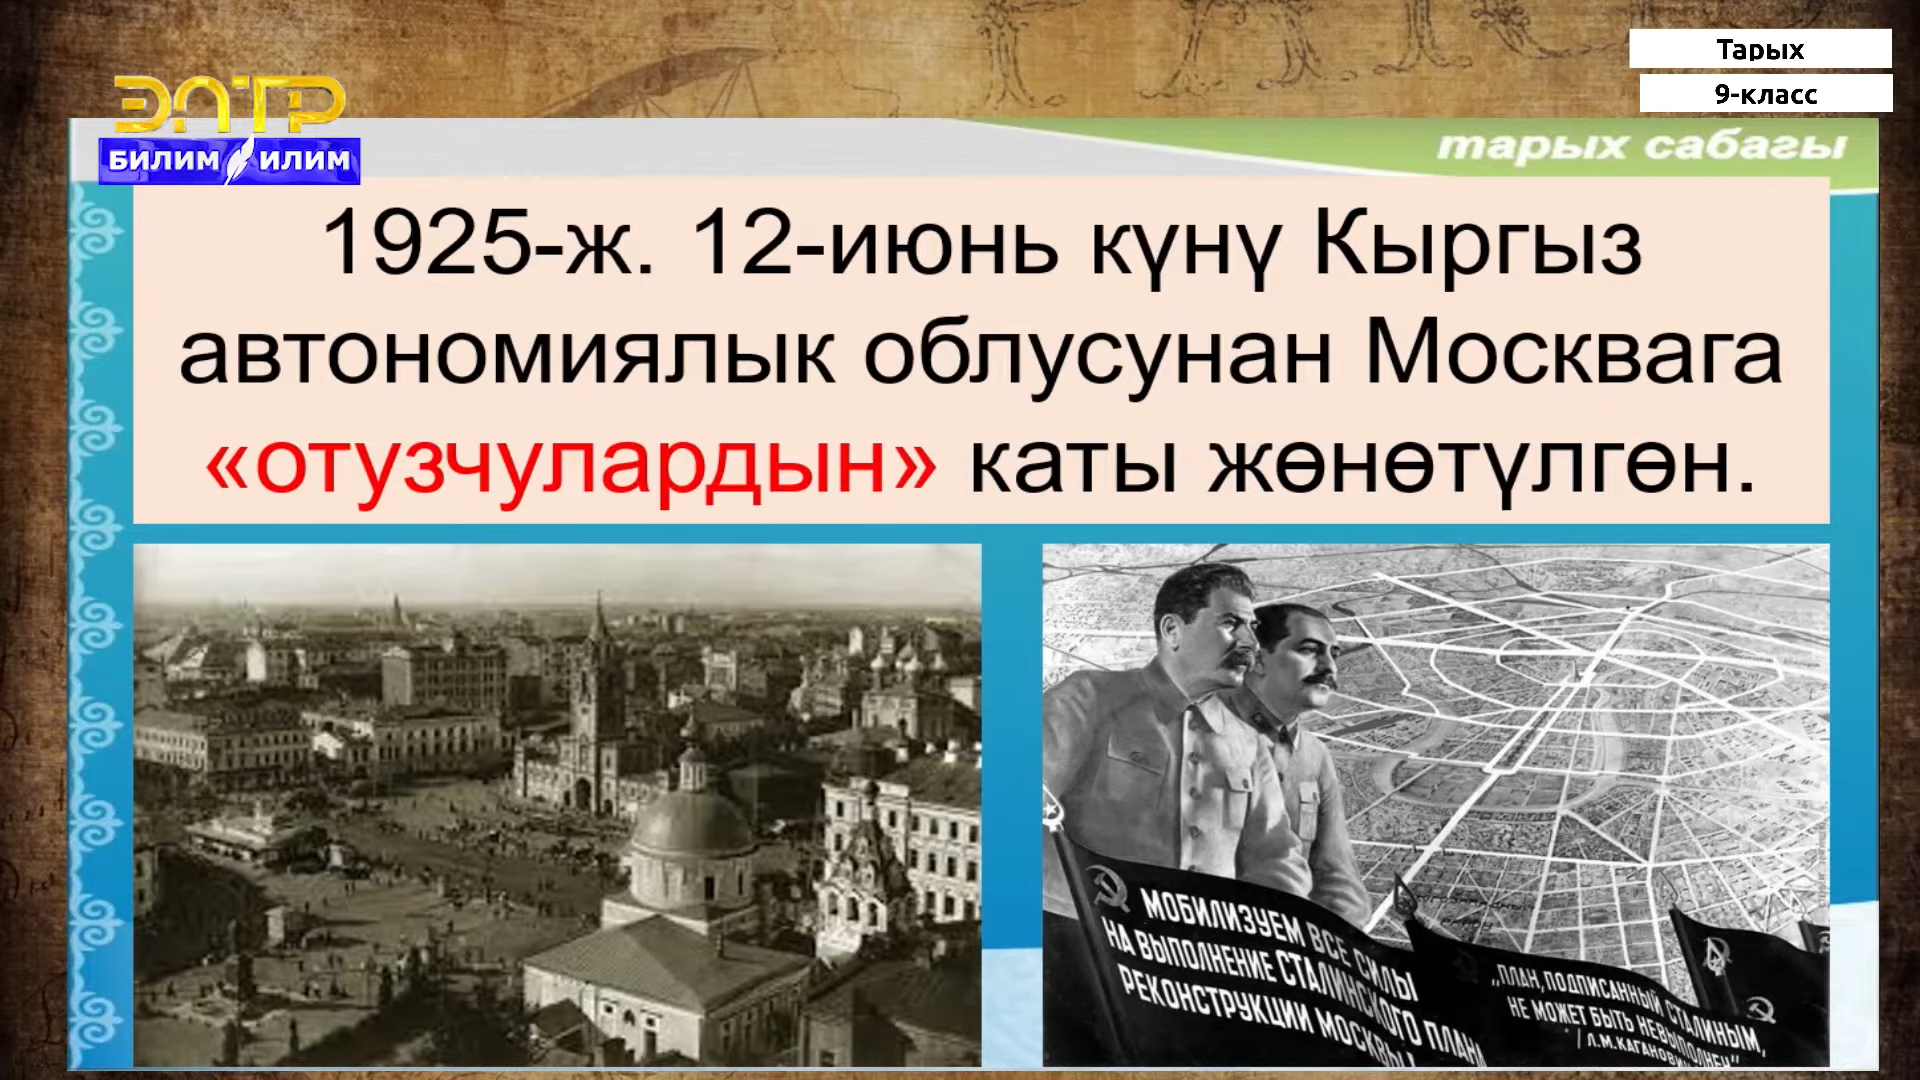 Тарых
9-класс
ЭЛТР
БИЛИМ ИЛИМ
тарых сабагы
1925-ж. 12-июнь күнү Кыргыз
автономиялык облусунан Москвага
«отузчулардын» каты жөнөтүлгөн.
МОБИЛИЗУЕМ ВСЕ СИЛЫ
НА ВЫПОЛНЕНИЕ СТАЛИНСКОГО ПЛАНА
РЕКОНСТРУКЦИИ МОСКВЫ!
„ПЛАН, ПОДПИСАННЫЙ СТАЛИНЫМ,
НЕ МОЖЕТ БЫТЬ НЕВЫПОЛНЕН"
/Л.М.КАГАНОВИЧ